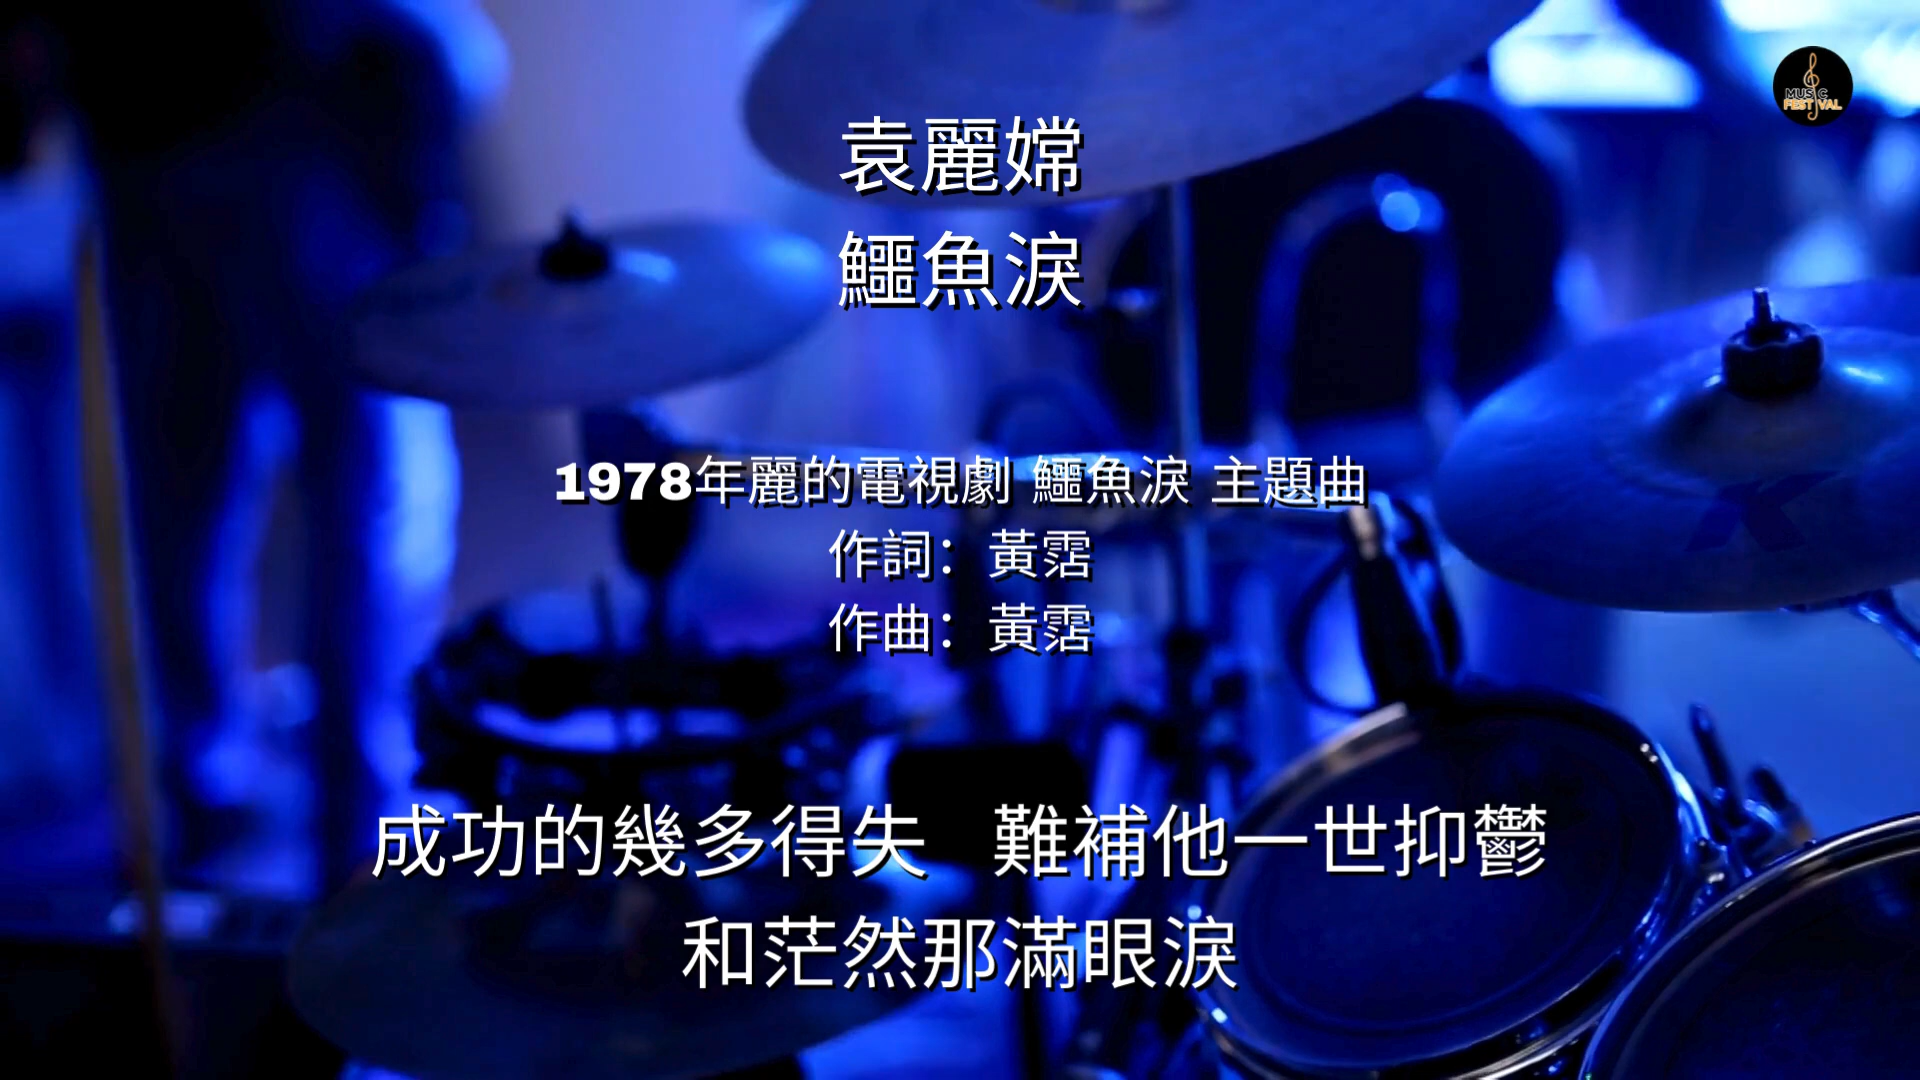 MUSIC
FESTIVAL
袁麗嫦
鱷魚淚
1978年麗的電視劇 鱷魚淚 主題曲
作詞：黃霑
作曲：黃霑
成功的幾多得失 難補他一世抑鬱
和茫然那滿眼淚